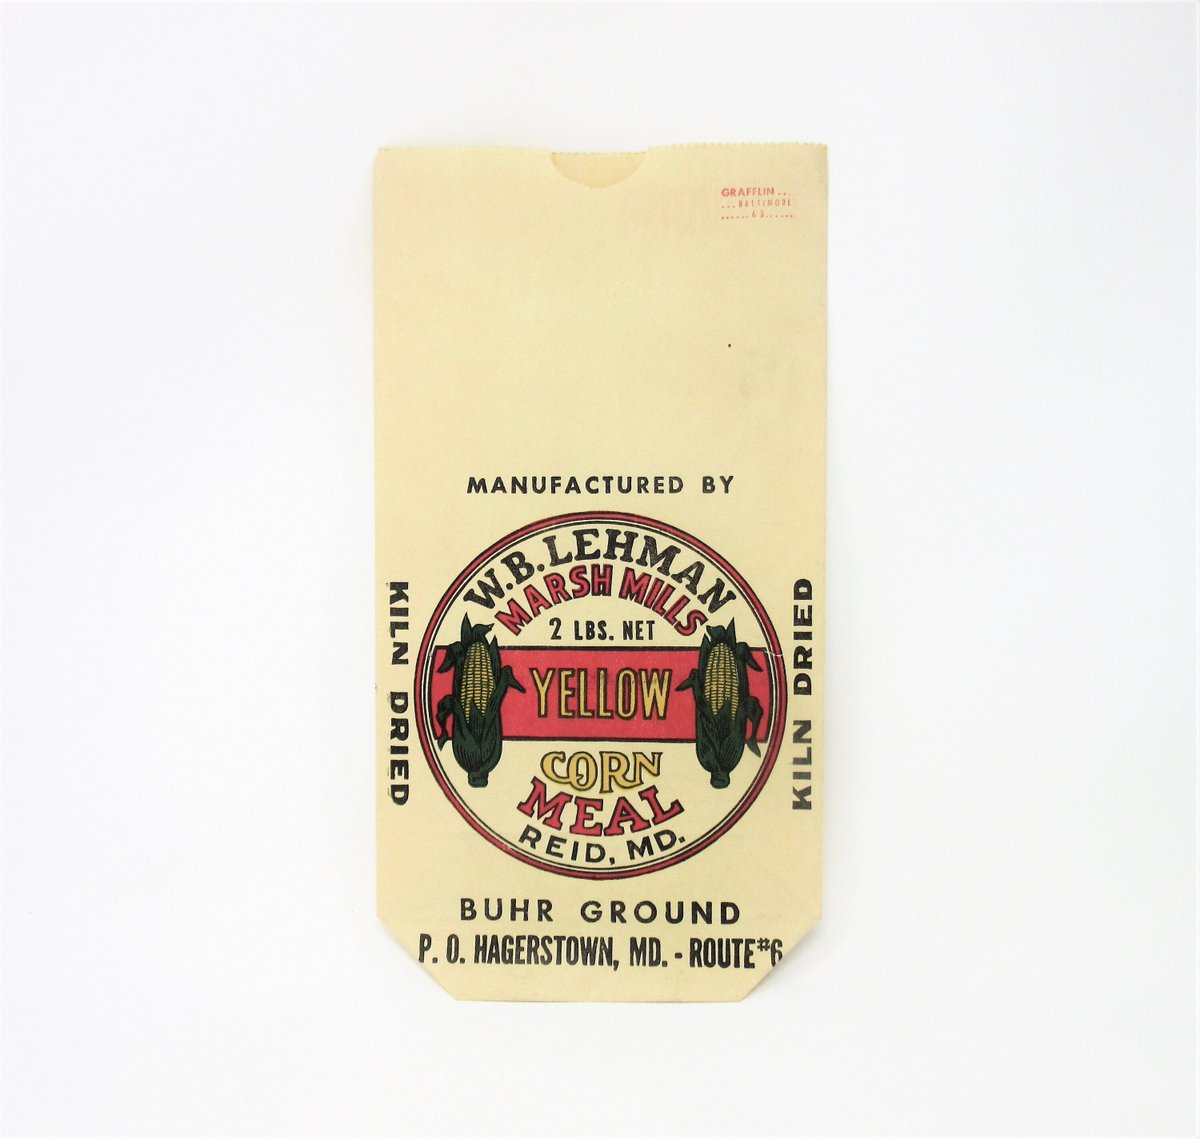 GRAFFLIN...
...BALTIMORE
......63......
MANUFACTURED BY
W.B. LEHMAN
MARSH MILLS
2 LBS. NET
YELLOW
CORN
MEAL
REID, MD.
KILN DRIED
KILN DRIED
BUHR GROUND
P. O. HAGERSTOWN, MD. - ROUTE #6